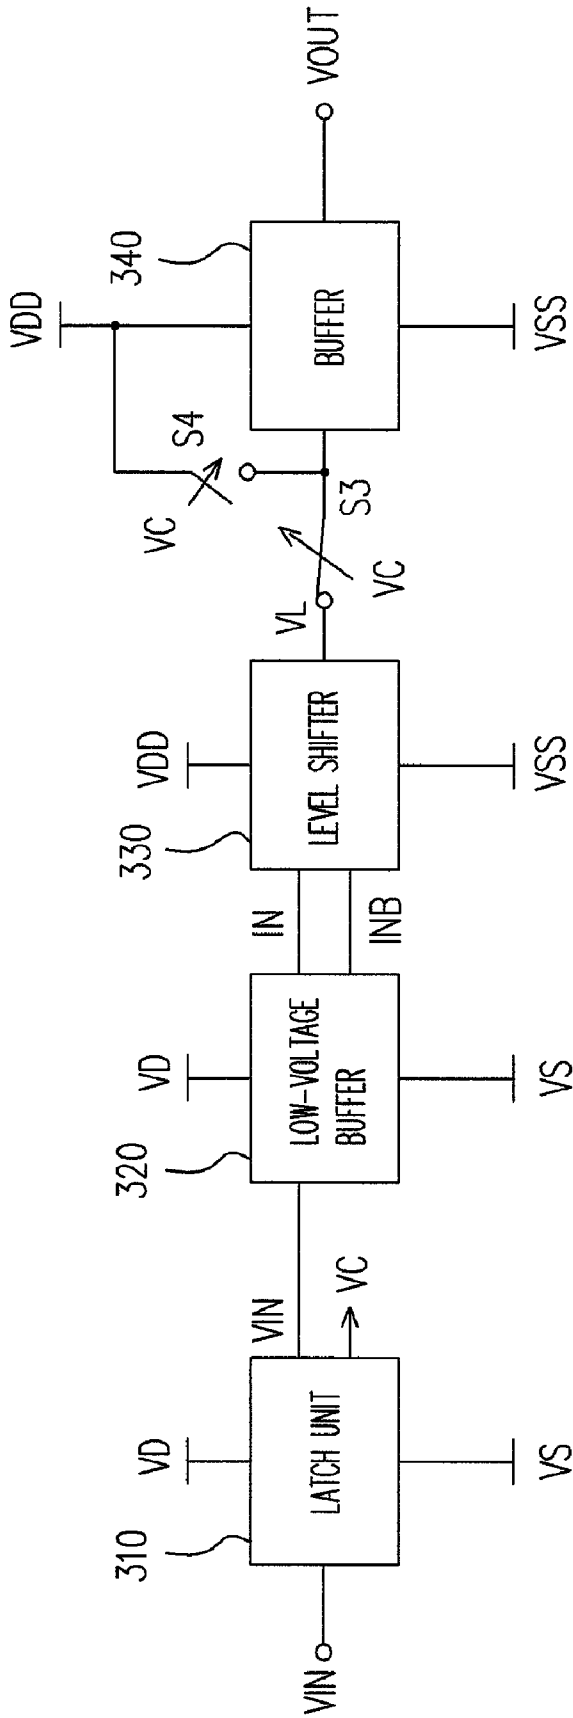 VIN
310
VD
LATCH UNIT
VS
VIN
VC
320
VD
LOW-VOLTAGE
BUFFER
VS
IN
INB
330
VDD
LEVEL SHIFTER
VSS
VL
VC
S3
VC
S4
VDD
340
BUFFER
VSS
VOUT